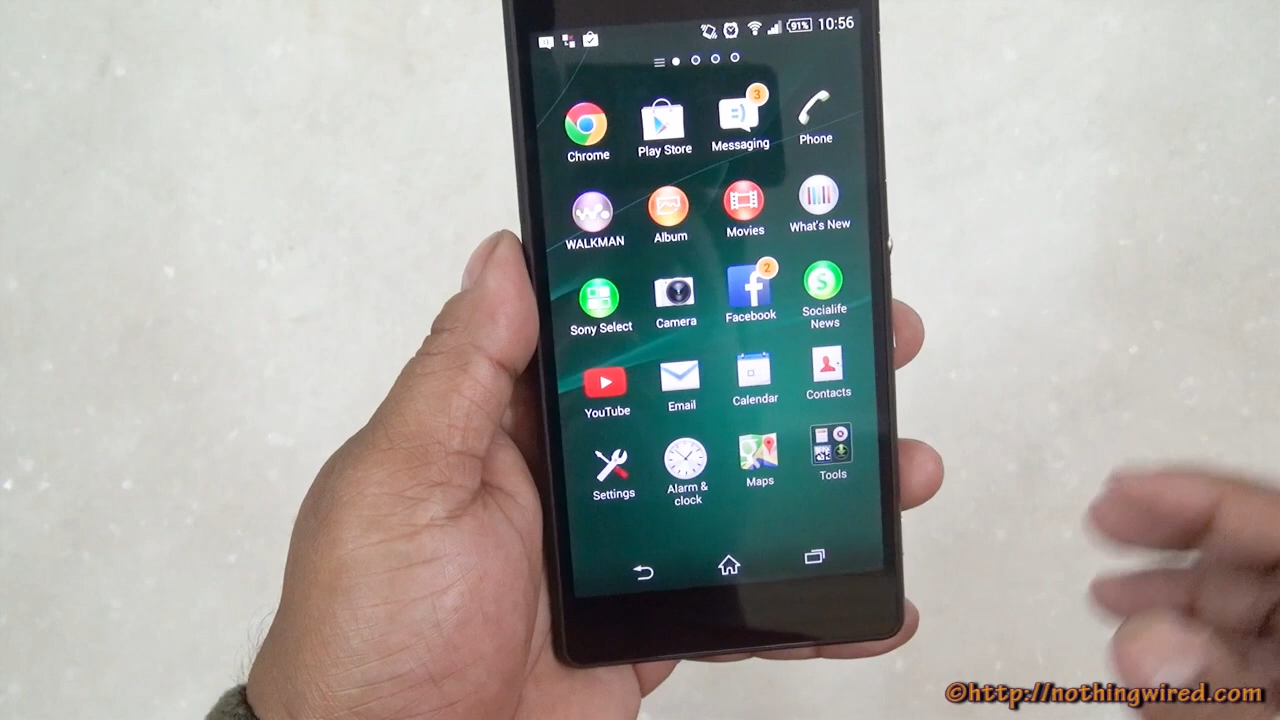 91% 10:56
Chrome
Play Store
Messaging
3
Phone
WALKMAN
Album
Movies
What's New
Sony Select
Camera
Facebook
2
Socialife
News
YouTube
Email
Calendar
Contacts
Settings
Alarm &
clock
Maps
Tools
©http://nothingwired.com